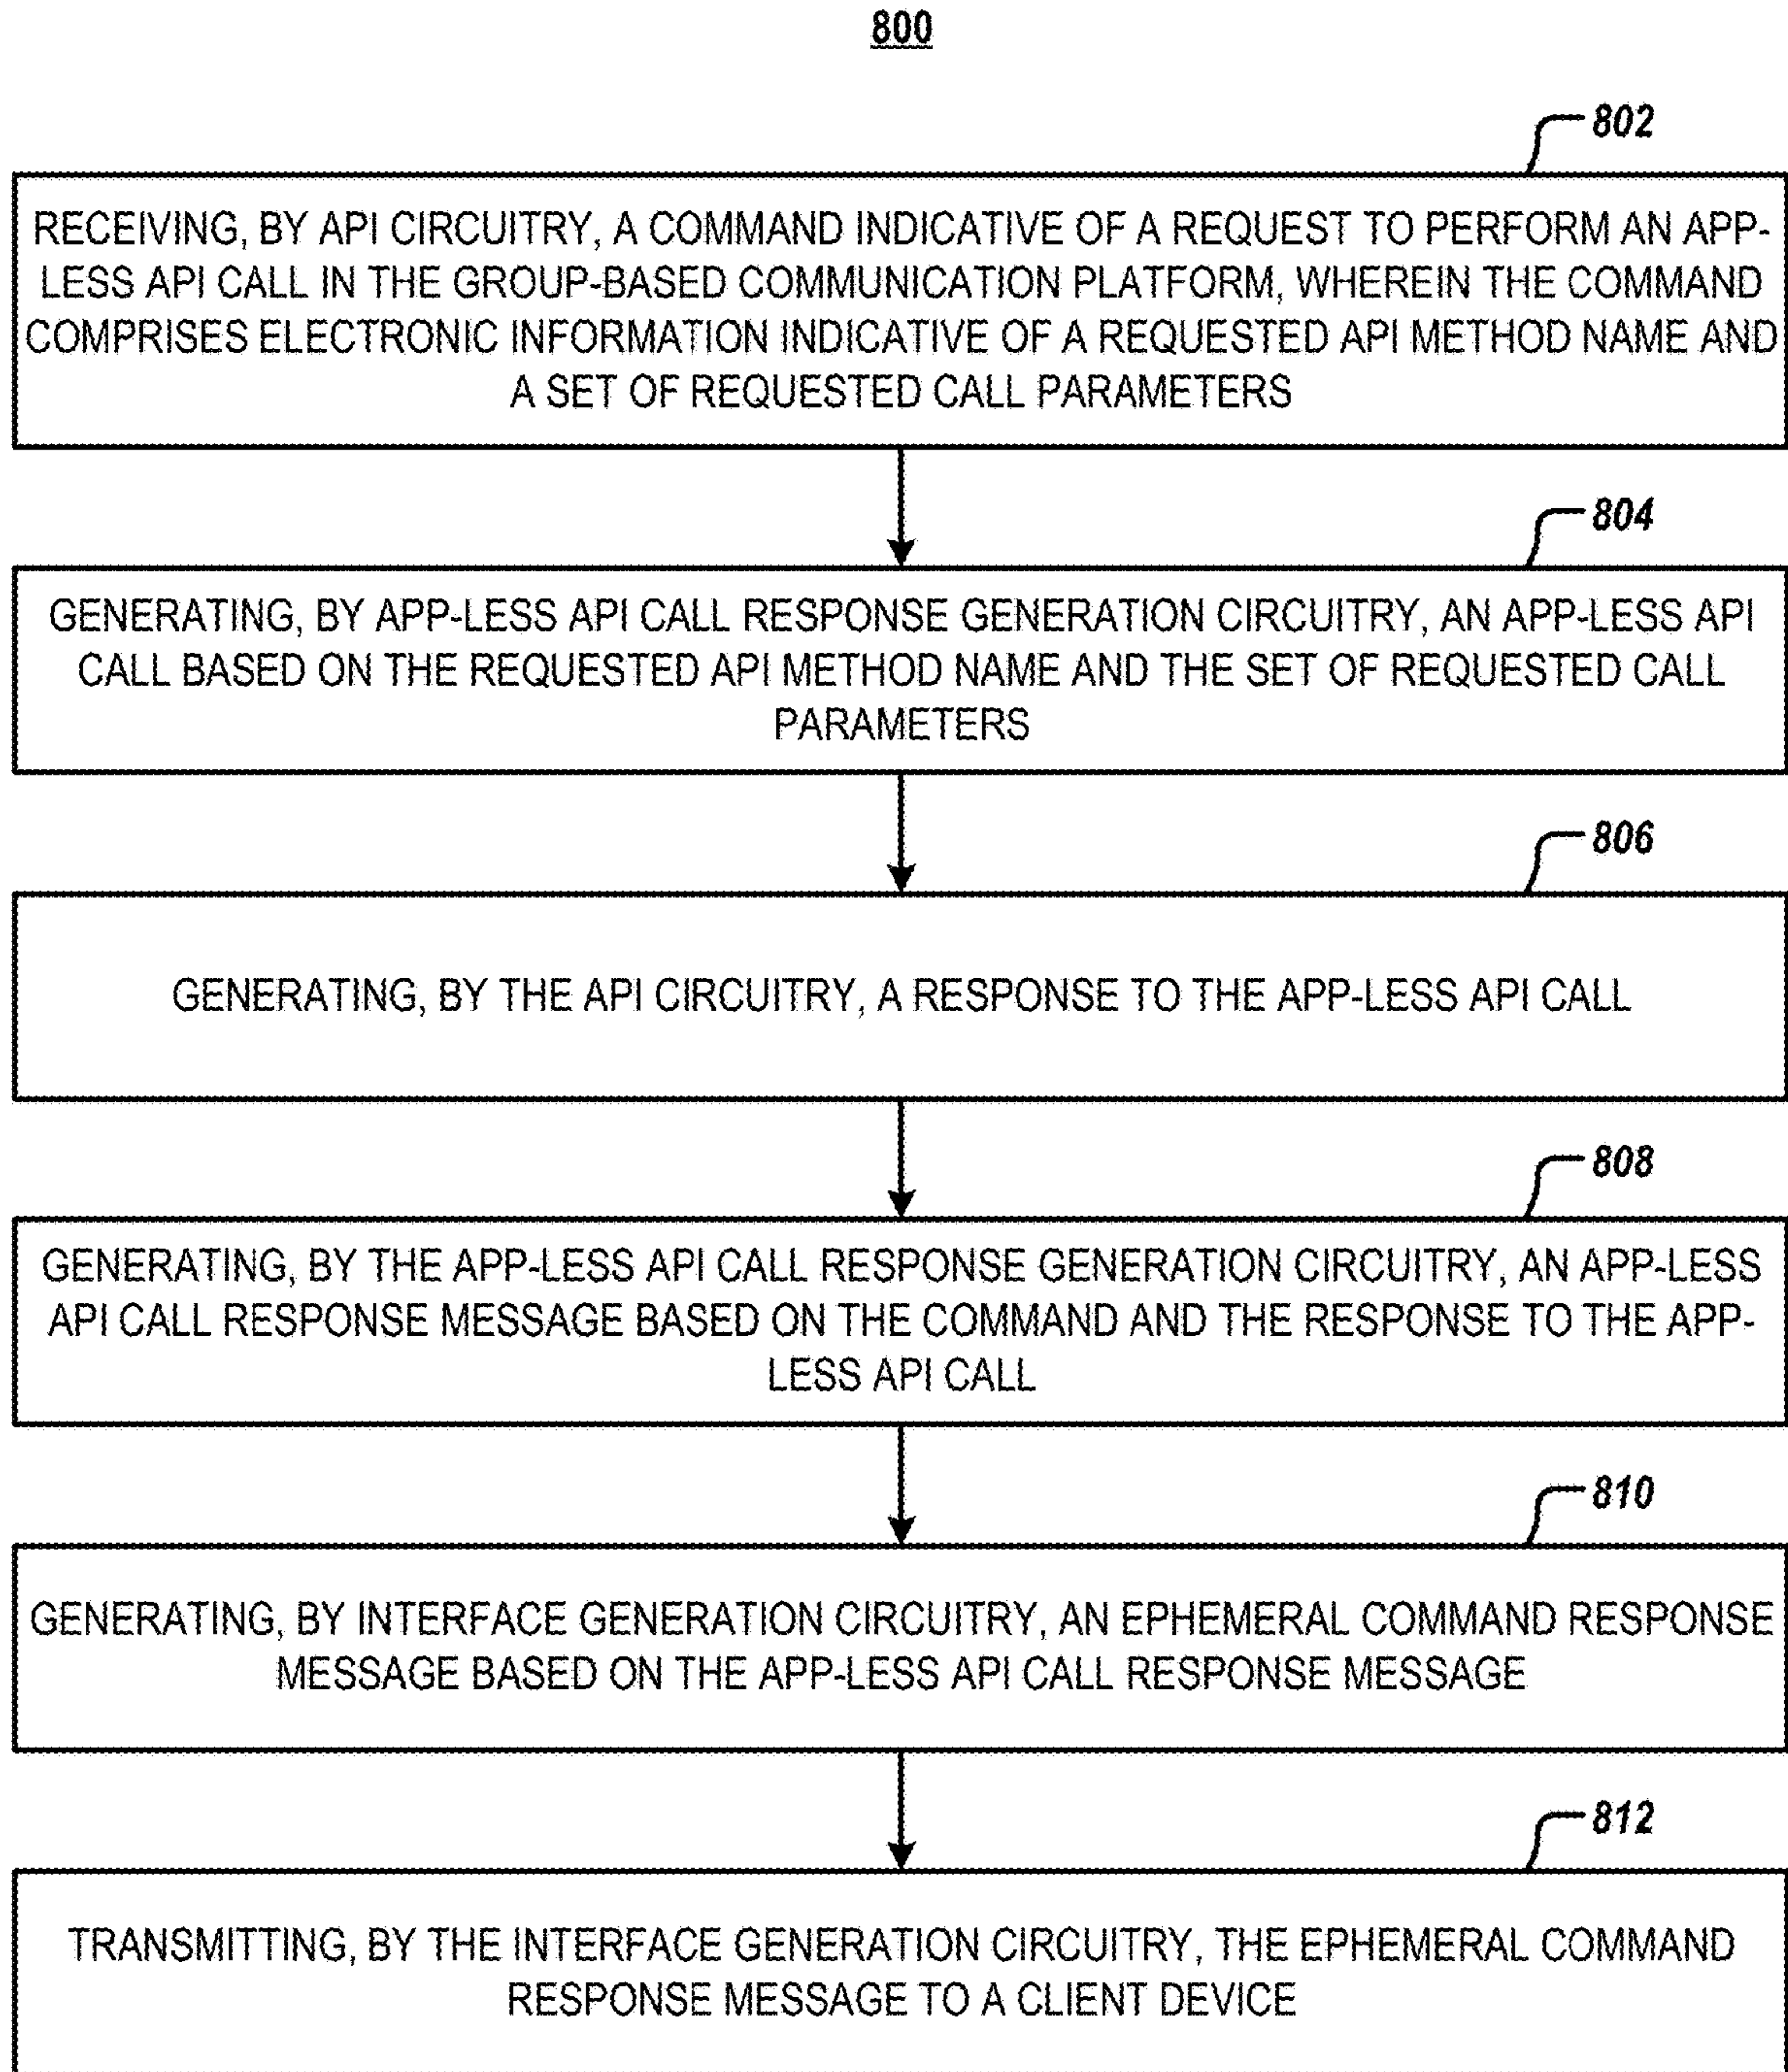 800
802
RECEIVING, BY API CIRCUITRY, A COMMAND INDICATIVE OF A REQUEST TO PERFORM AN APP-
LESS API CALL IN THE GROUP-BASED COMMUNICATION PLATFORM, WHEREIN THE COMMAND
COMPRISES ELECTRONIC INFORMATION INDICATIVE OF A REQUESTED API METHOD NAME AND
A SET OF REQUESTED CALL PARAMETERS
804
GENERATING, BY APP-LESS API CALL RESPONSE GENERATION CIRCUITRY, AN APP-LESS API
CALL BASED ON THE REQUESTED API METHOD NAME AND THE SET OF REQUESTED CALL
PARAMETERS
806
GENERATING, BY THE API CIRCUITRY, A RESPONSE TO THE APP-LESS API CALL
808
GENERATING, BY THE APP-LESS API CALL RESPONSE GENERATION CIRCUITRY, AN APP-LESS
API CALL RESPONSE MESSAGE BASED ON THE COMMAND AND THE RESPONSE TO THE APP-
LESS API CALL
810
GENERATING, BY INTERFACE GENERATION CIRCUITRY, AN EPHEMERAL COMMAND RESPONSE
MESSAGE BASED ON THE APP-LESS API CALL RESPONSE MESSAGE
812
TRANSMITTING, BY THE INTERFACE GENERATION CIRCUITRY, THE EPHEMERAL COMMAND
RESPONSE MESSAGE TO A CLIENT DEVICE